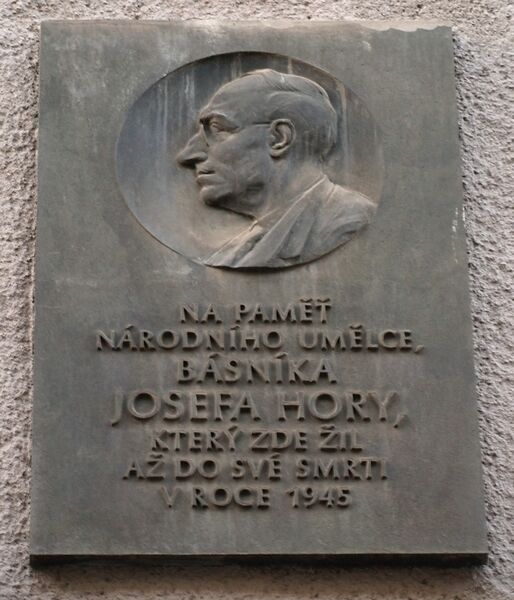 NA PAMĚŤ
NÁRODNÍHO UMĚLCE,
BÁSNÍKA
JOSEFA HORY,
KTERÝ ZDE ŽIL
AŽ DO SVÉ SMRTI
V ROCE 1945